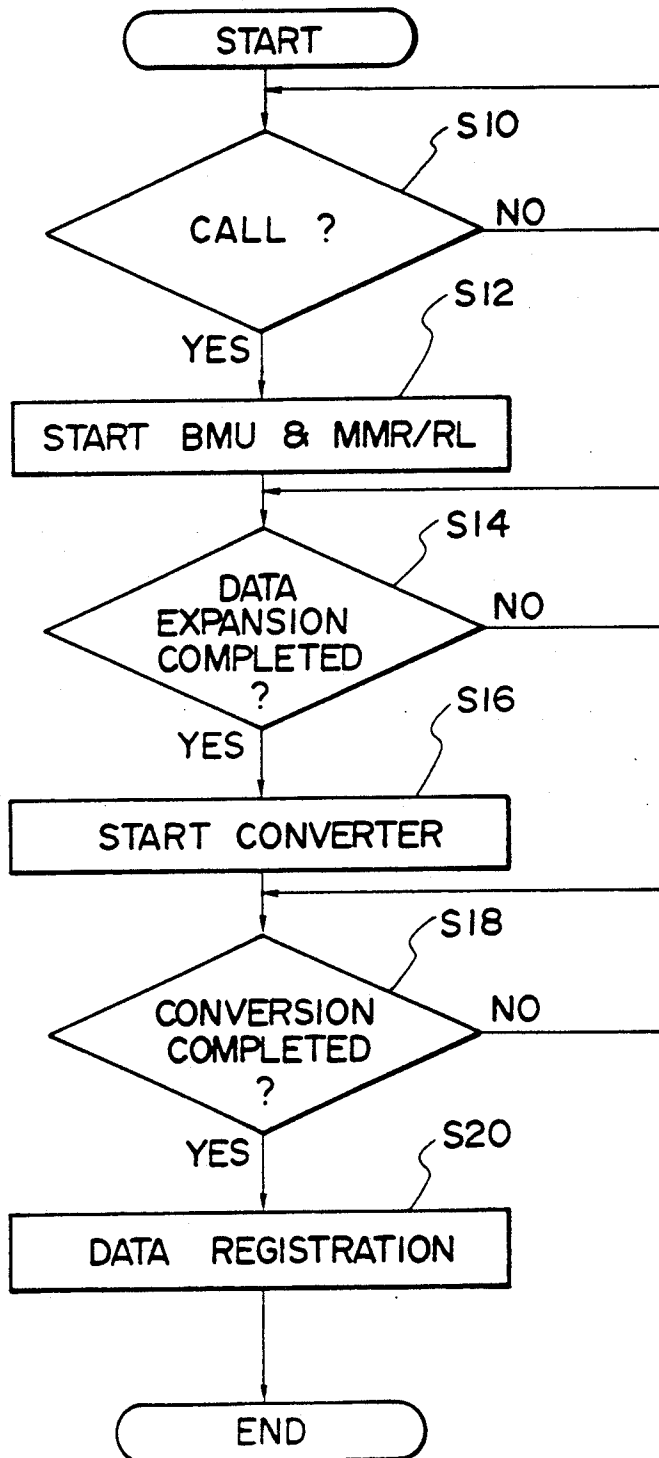 START
S10
CALL ?
NO
YES
S12
START BMU & MMR/RL
S14
DATA
EXPANSION
COMPLETED
?
NO
YES
S16
START CONVERTER
S18
CONVERSION
COMPLETED
?
NO
YES
S20
DATA REGISTRATION
END